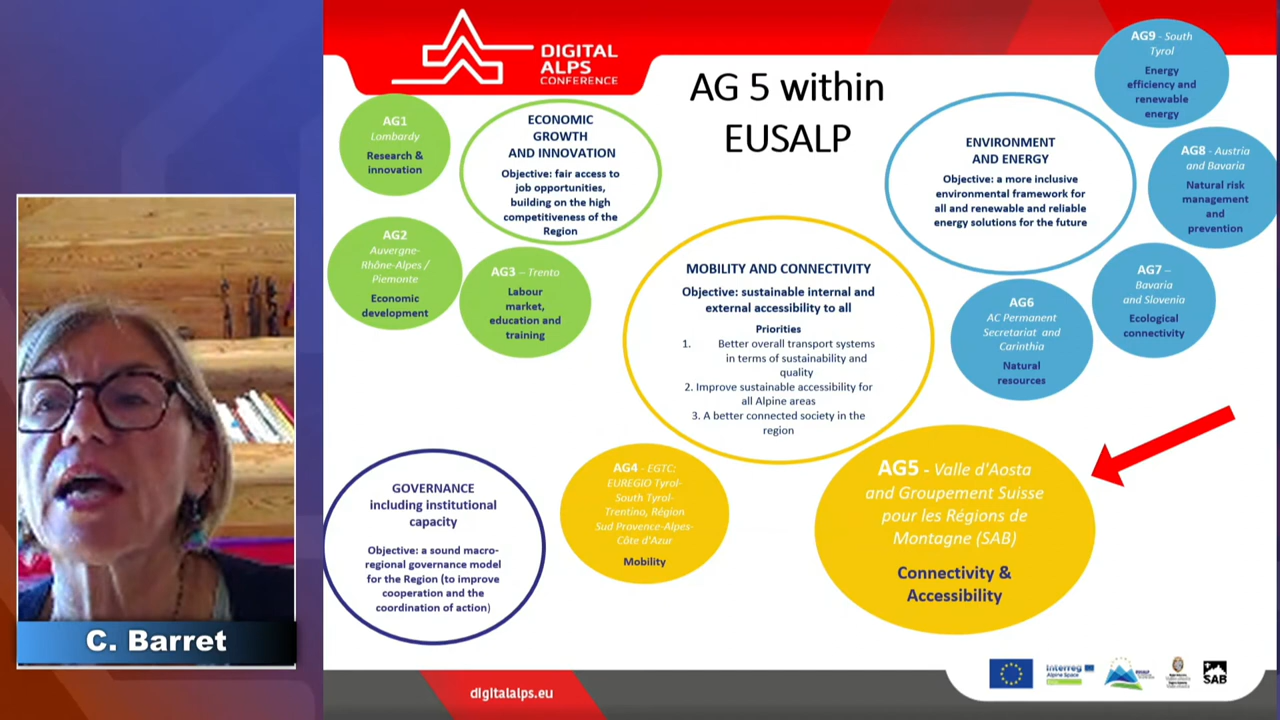 DIGITAL
ALPS
CONFERENCE
AG 5 within
EUSALP
AG1
Lombardy
Research &
innovation
ECONOMIC
GROWTH
AND INNOVATION
Objective: fair access to
job opportunities,
building on the high
competitiveness of the
Region
AG2
Auvergne-
Rhône-Alpes /
Piemonte
Economic
development
AG3 – Trento
Labour
market,
education and
training
MOBILITY AND CONNECTIVITY
Objective: sustainable internal and
external accessibility to all
Priorities
1. Better overall transport systems
in terms of sustainability and
quality
2. Improve sustainable accessibility for
all Alpine areas
3. A better connected society in the
region
ENVIRONMENT
AND ENERGY
Objective: a more inclusive
environmental framework for
all and renewable and reliable
energy solutions for the future
AG9 - South
Tyrol
Energy
efficiency and
renewable
energy
AG8 - Austria
and Bavaria
Natural risk
management
and
prevention
AG7 –
Bavaria
and Slovenia
Ecological
connectivity
AG6
AC Permanent
Secretariat and
Carinthia
Natural
resources
GOVERNANCE
including institutional
capacity
Objective: a sound macro-
regional governance model
for the Region (to improve
cooperation and the
coordination of action)
AG4 - EGTC:
EUREGIO Tyrol-
South Tyrol-
Trentino, Région
Sud Provence-Alpes-
Côte d'Azur
Mobility
AG5 - Valle d'Aosta
and Groupement Suisse
pour les Régions de
Montagne (SAB)
Connectivity &
Accessibility
C. Barret
digitalalps.eu
Interreg
Alpine Space
EUSALP
SAB